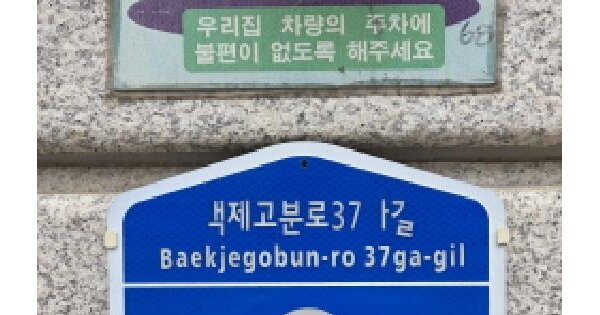 우리집 차량의 주차에
불편이 없도록 해주세요
백제고분로37가길
Baekjegobun-ro 37ga-gil